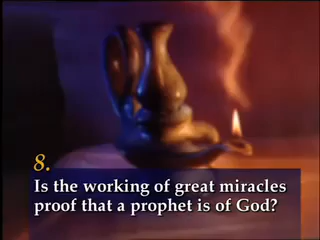 8.
Is the working of great miracles
proof that a prophet is of God?